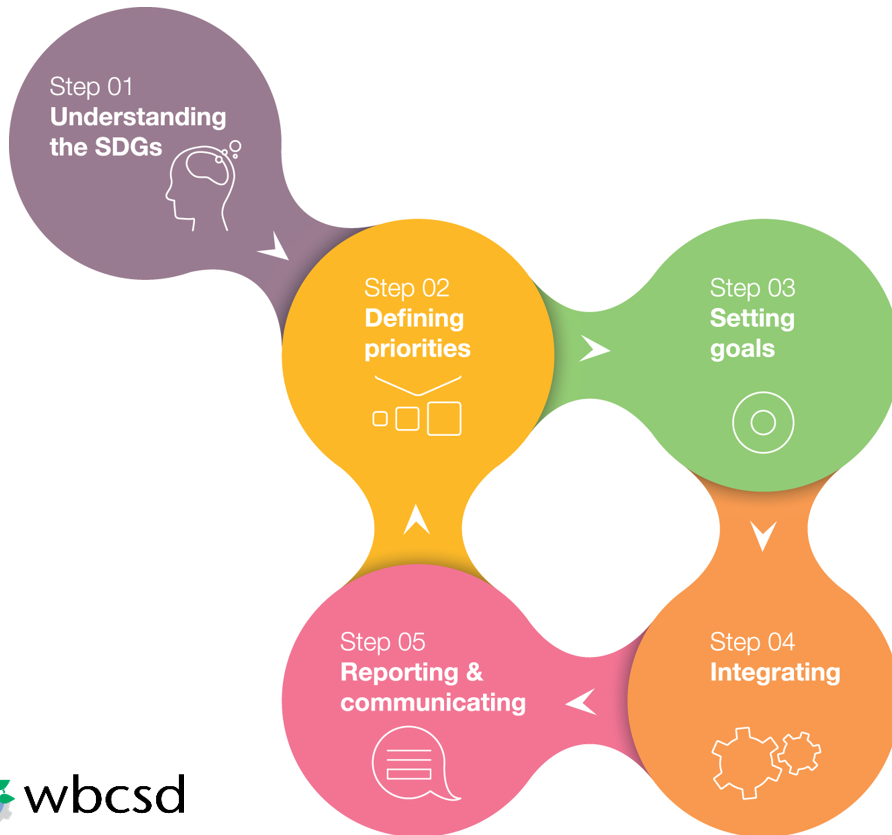 Step 01
Understanding
the SDGs
Step 02
Defining
priorities
Step 03
Setting
goals
Step 04
Integrating
Step 05
Reporting &
communicating
wbcsd